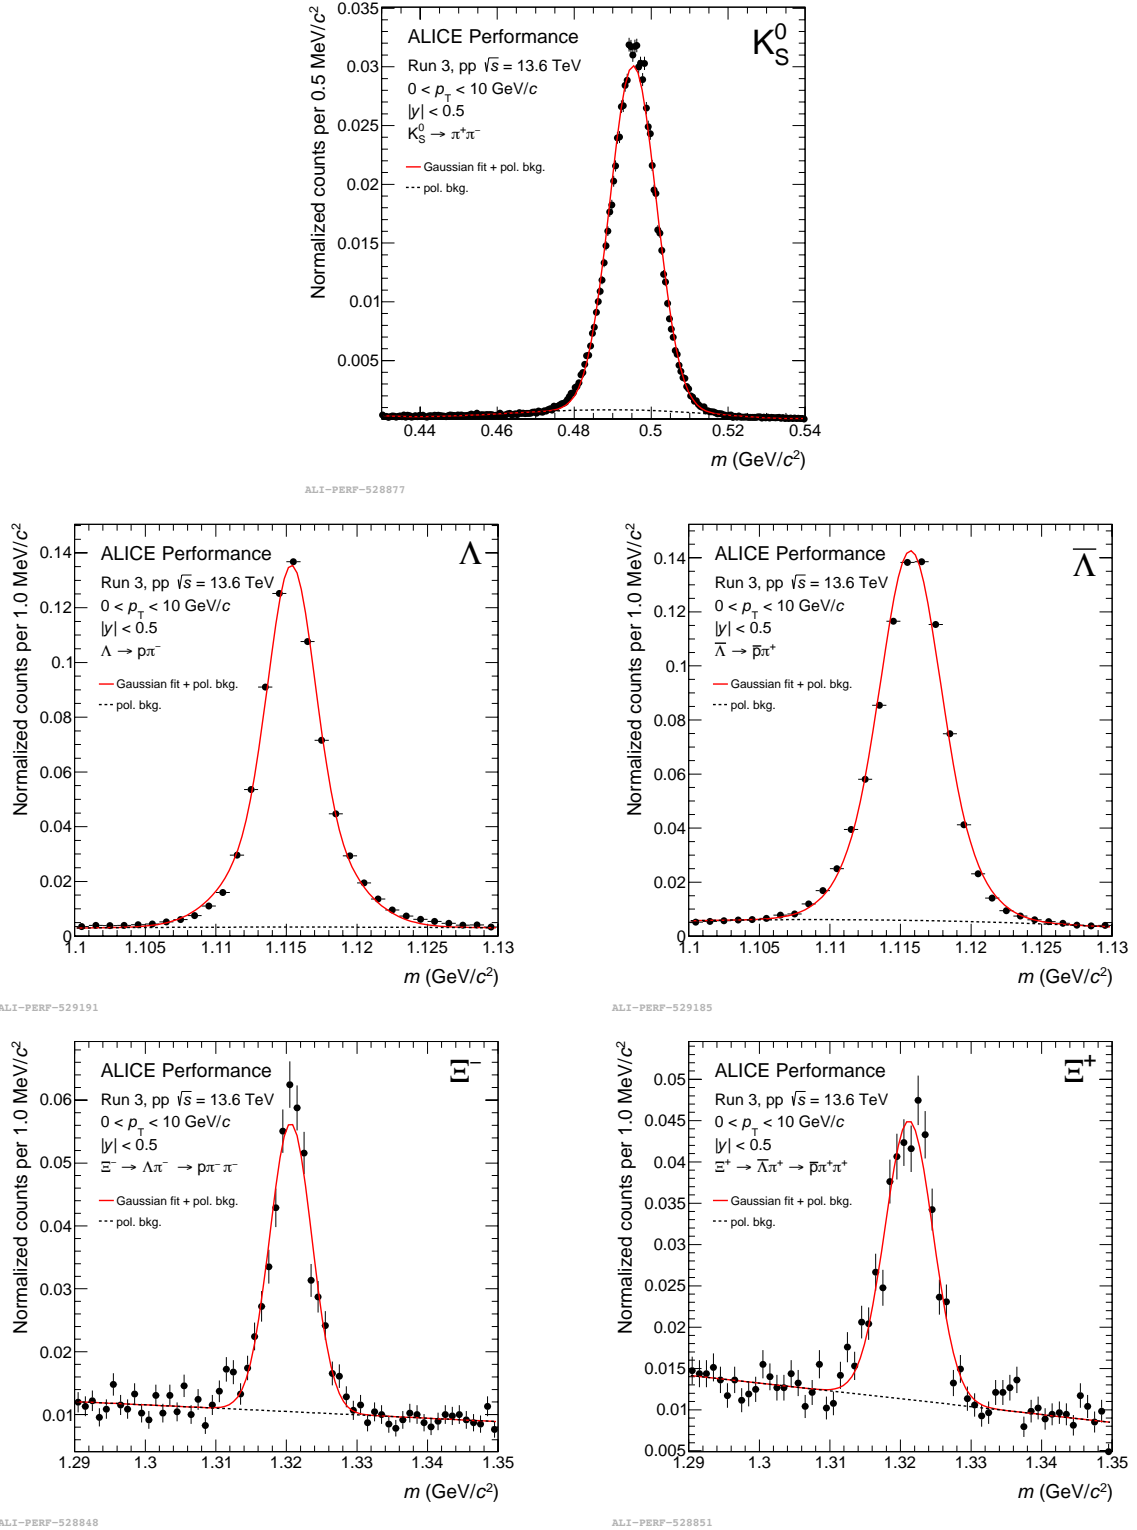 K⁰S
ALICE Performance
Run 3, pp √s = 13.6 TeV
0 < pT < 10 GeV/c
|y| < 0.5
K⁰S → π⁺π⁻
Gaussian fit + pol. bkg.
pol. bkg.
Normalized counts per 0.5 MeV/c²
0.035
0.03
0.025
0.02
0.015
0.01
0.005
0.44 0.46 0.48 0.5 0.52 0.54
m (GeV/c²)
ALI-PERF-528877
Λ
ALICE Performance
Run 3, pp √s = 13.6 TeV
0 < pT < 10 GeV/c
|y| < 0.5
Λ → pπ⁻
Gaussian fit + pol. bkg.
pol. bkg.
Normalized counts per 1.0 MeV/c²
0.14
0.12
0.1
0.08
0.06
0.04
0.02
0
1.1 1.105 1.11 1.115 1.12 1.125 1.13
m (GeV/c²)
ALI-PERF-529191
Λ̅
ALICE Performance
Run 3, pp √s = 13.6 TeV
0 < pT < 10 GeV/c
|y| < 0.5
Λ̅ → p̅π⁺
Gaussian fit + pol. bkg.
pol. bkg.
Normalized counts per 1.0 MeV/c²
0.14
0.12
0.1
0.08
0.06
0.04
0.02
0
1.1 1.105 1.11 1.115 1.12 1.125 1.13
m (GeV/c²)
ALI-PERF-529185
Ξ⁻
ALICE Performance
Run 3, pp √s = 13.6 TeV
0 < pT < 10 GeV/c
|y| < 0.5
Ξ⁻ → Λπ⁻ → pπ⁻π⁻
Gaussian fit + pol. bkg.
pol. bkg.
Normalized counts per 1.0 MeV/c²
0.06
0.05
0.04
0.03
0.02
0.01
1.29 1.3 1.31 1.32 1.33 1.34 1.35
m (GeV/c²)
ALI-PERF-528848
Ξ⁺
ALICE Performance
Run 3, pp √s = 13.6 TeV
0 < pT < 10 GeV/c
|y| < 0.5
Ξ⁺ → Λ̅π⁺ → p̅π⁺π⁺
Gaussian fit + pol. bkg.
pol. bkg.
Normalized counts per 1.0 MeV/c²
0.05
0.045
0.04
0.035
0.03
0.025
0.02
0.015
0.01
0.005
1.29 1.3 1.31 1.32 1.33 1.34 1.35
m (GeV/c²)
ALI-PERF-528851